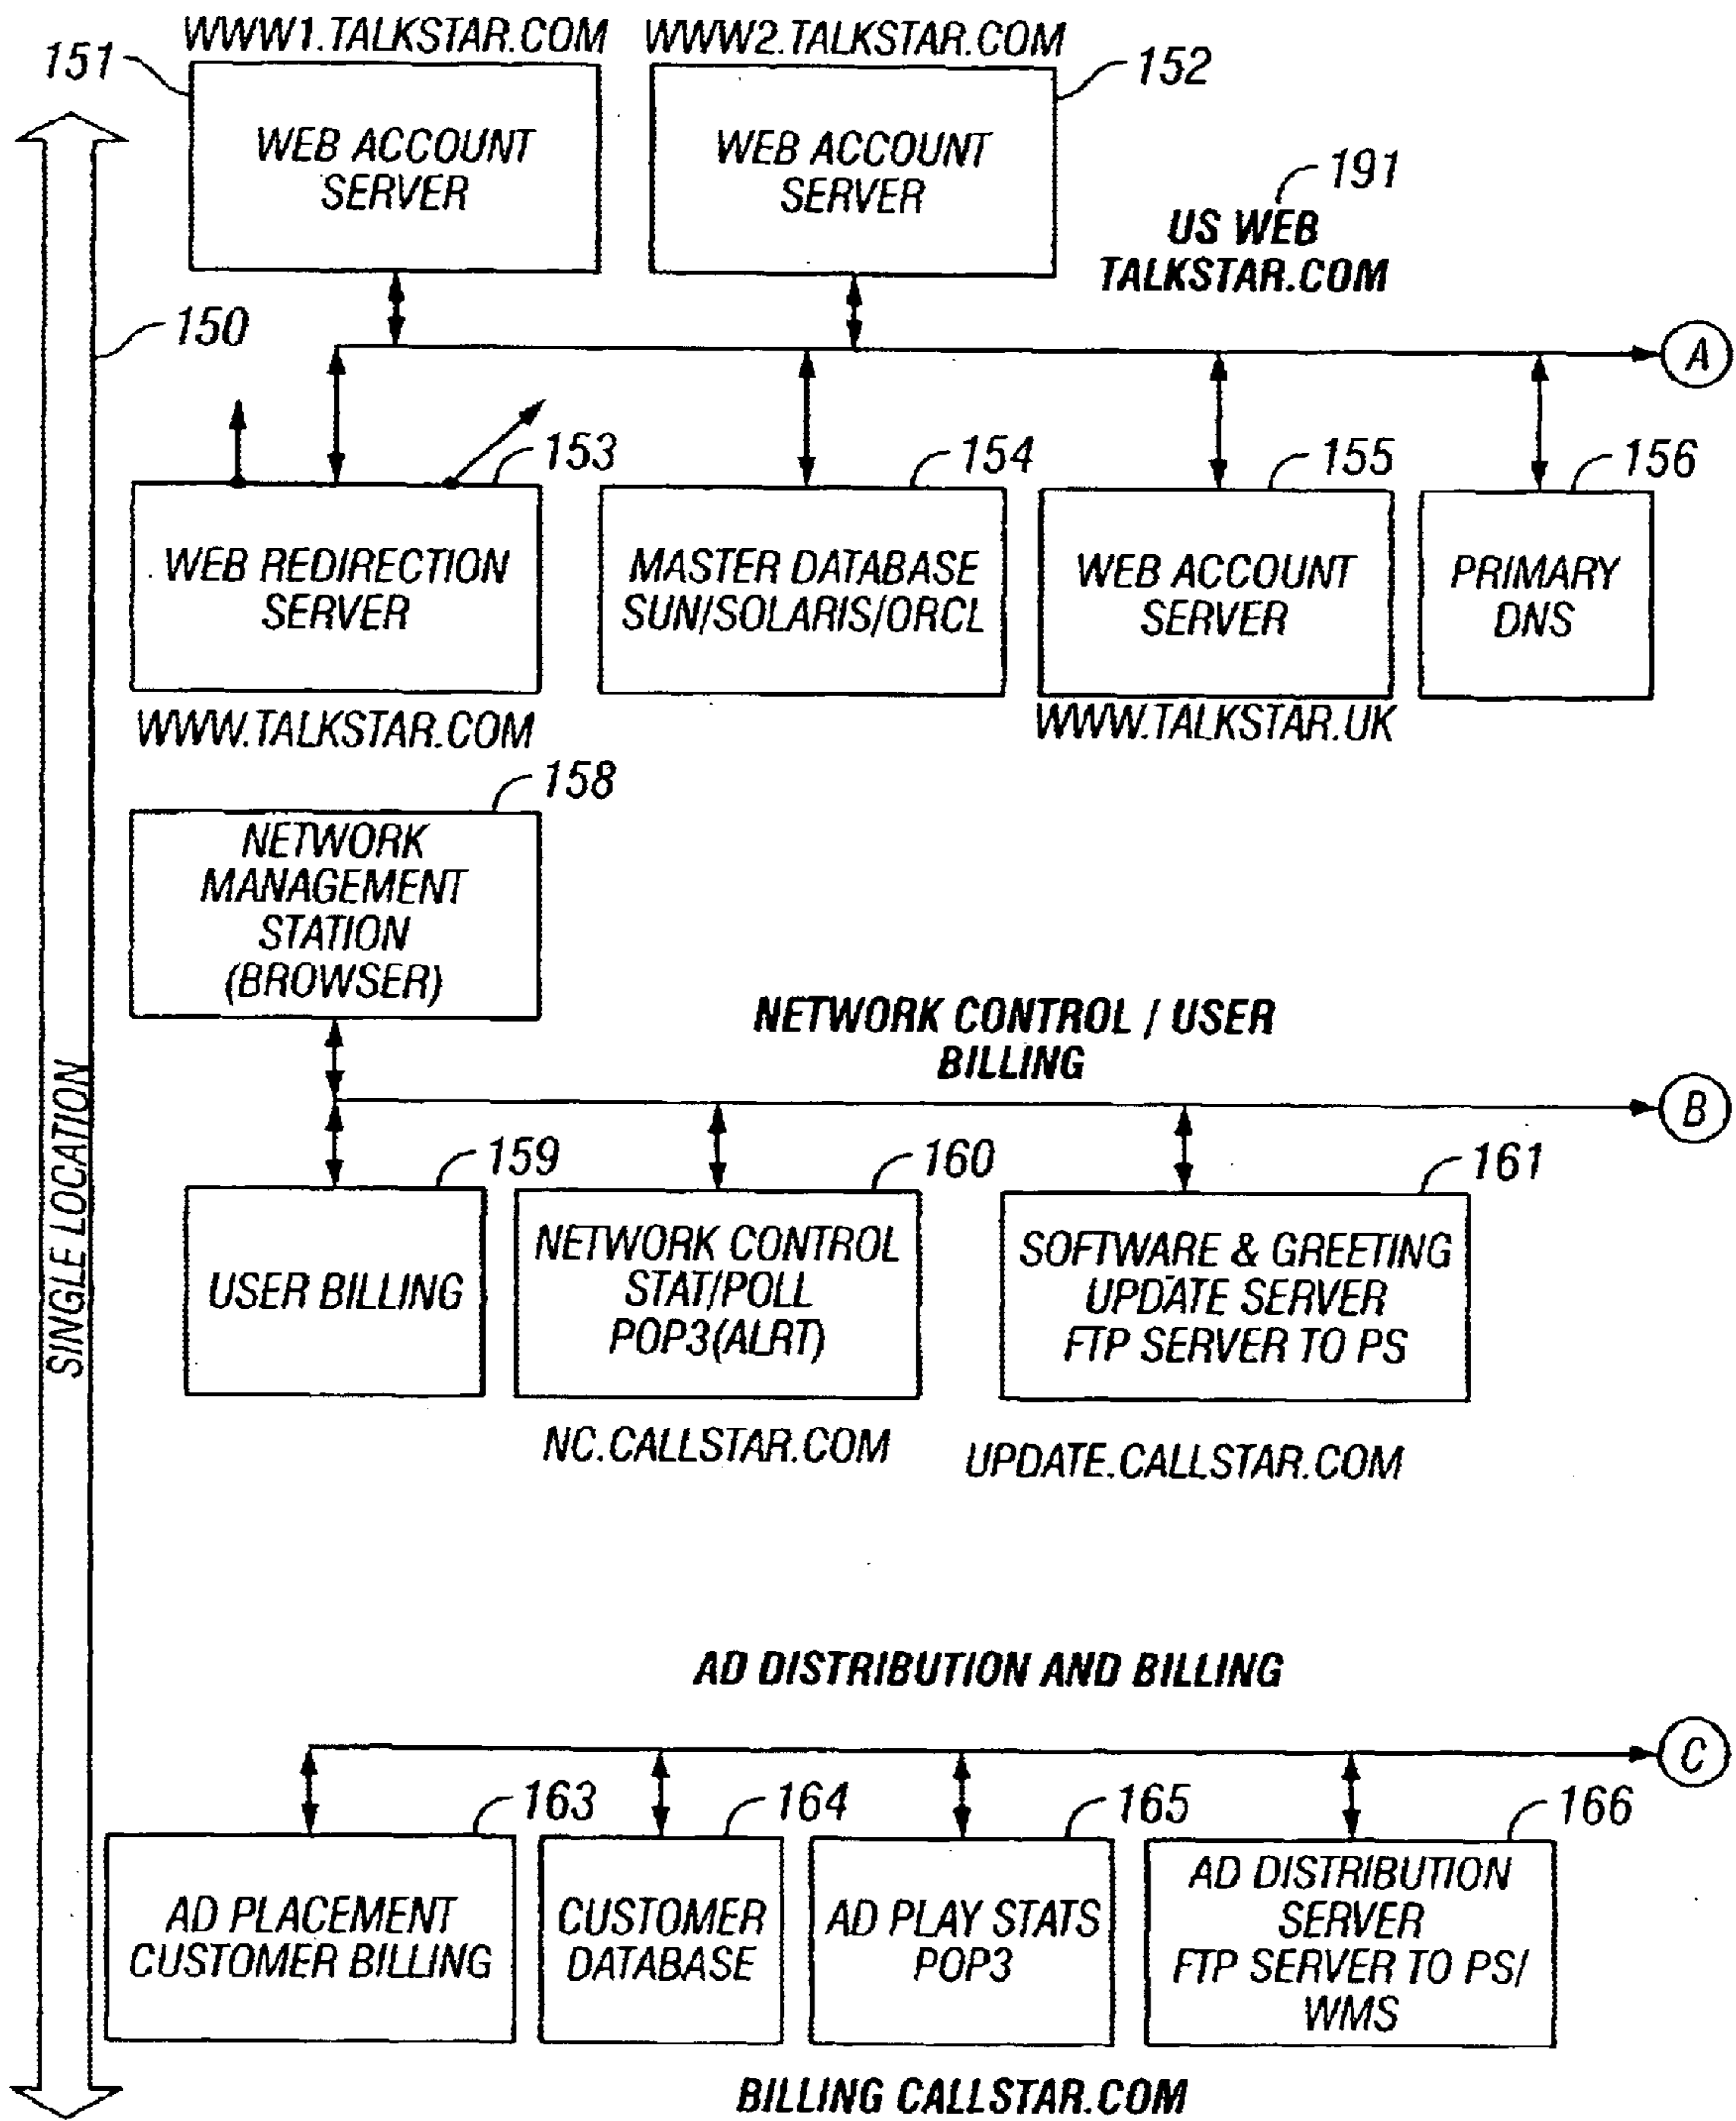 WWW1.TALKSTAR.COM
WWW2.TALKSTAR.COM
151
152
WEB ACCOUNT
SERVER
WEB ACCOUNT
SERVER
191
US WEB
TALKSTAR.COM
150
A
153
154
155
156
WEB REDIRECTION
SERVER
MASTER DATABASE
SUN/SOLARIS/ORCL
WEB ACCOUNT
SERVER
PRIMARY
DNS
WWW.TALKSTAR.COM
WWW.TALKSTAR.UK
158
NETWORK
MANAGEMENT
STATION
(BROWSER)
NETWORK CONTROL / USER
BILLING
SINGLE LOCATION
B
159
160
161
USER BILLING
NETWORK CONTROL
STAT/POLL
POP3(ALRT)
SOFTWARE & GREETING
UPDATE SERVER
FTP SERVER TO PS
NC.CALLSTAR.COM
UPDATE.CALLSTAR.COM
AD DISTRIBUTION AND BILLING
C
163
164
165
166
AD PLACEMENT
CUSTOMER BILLING
CUSTOMER
DATABASE
AD PLAY STATS
POP3
AD DISTRIBUTION
SERVER
FTP SERVER TO PS/
WMS
BILLING CALLSTAR.COM